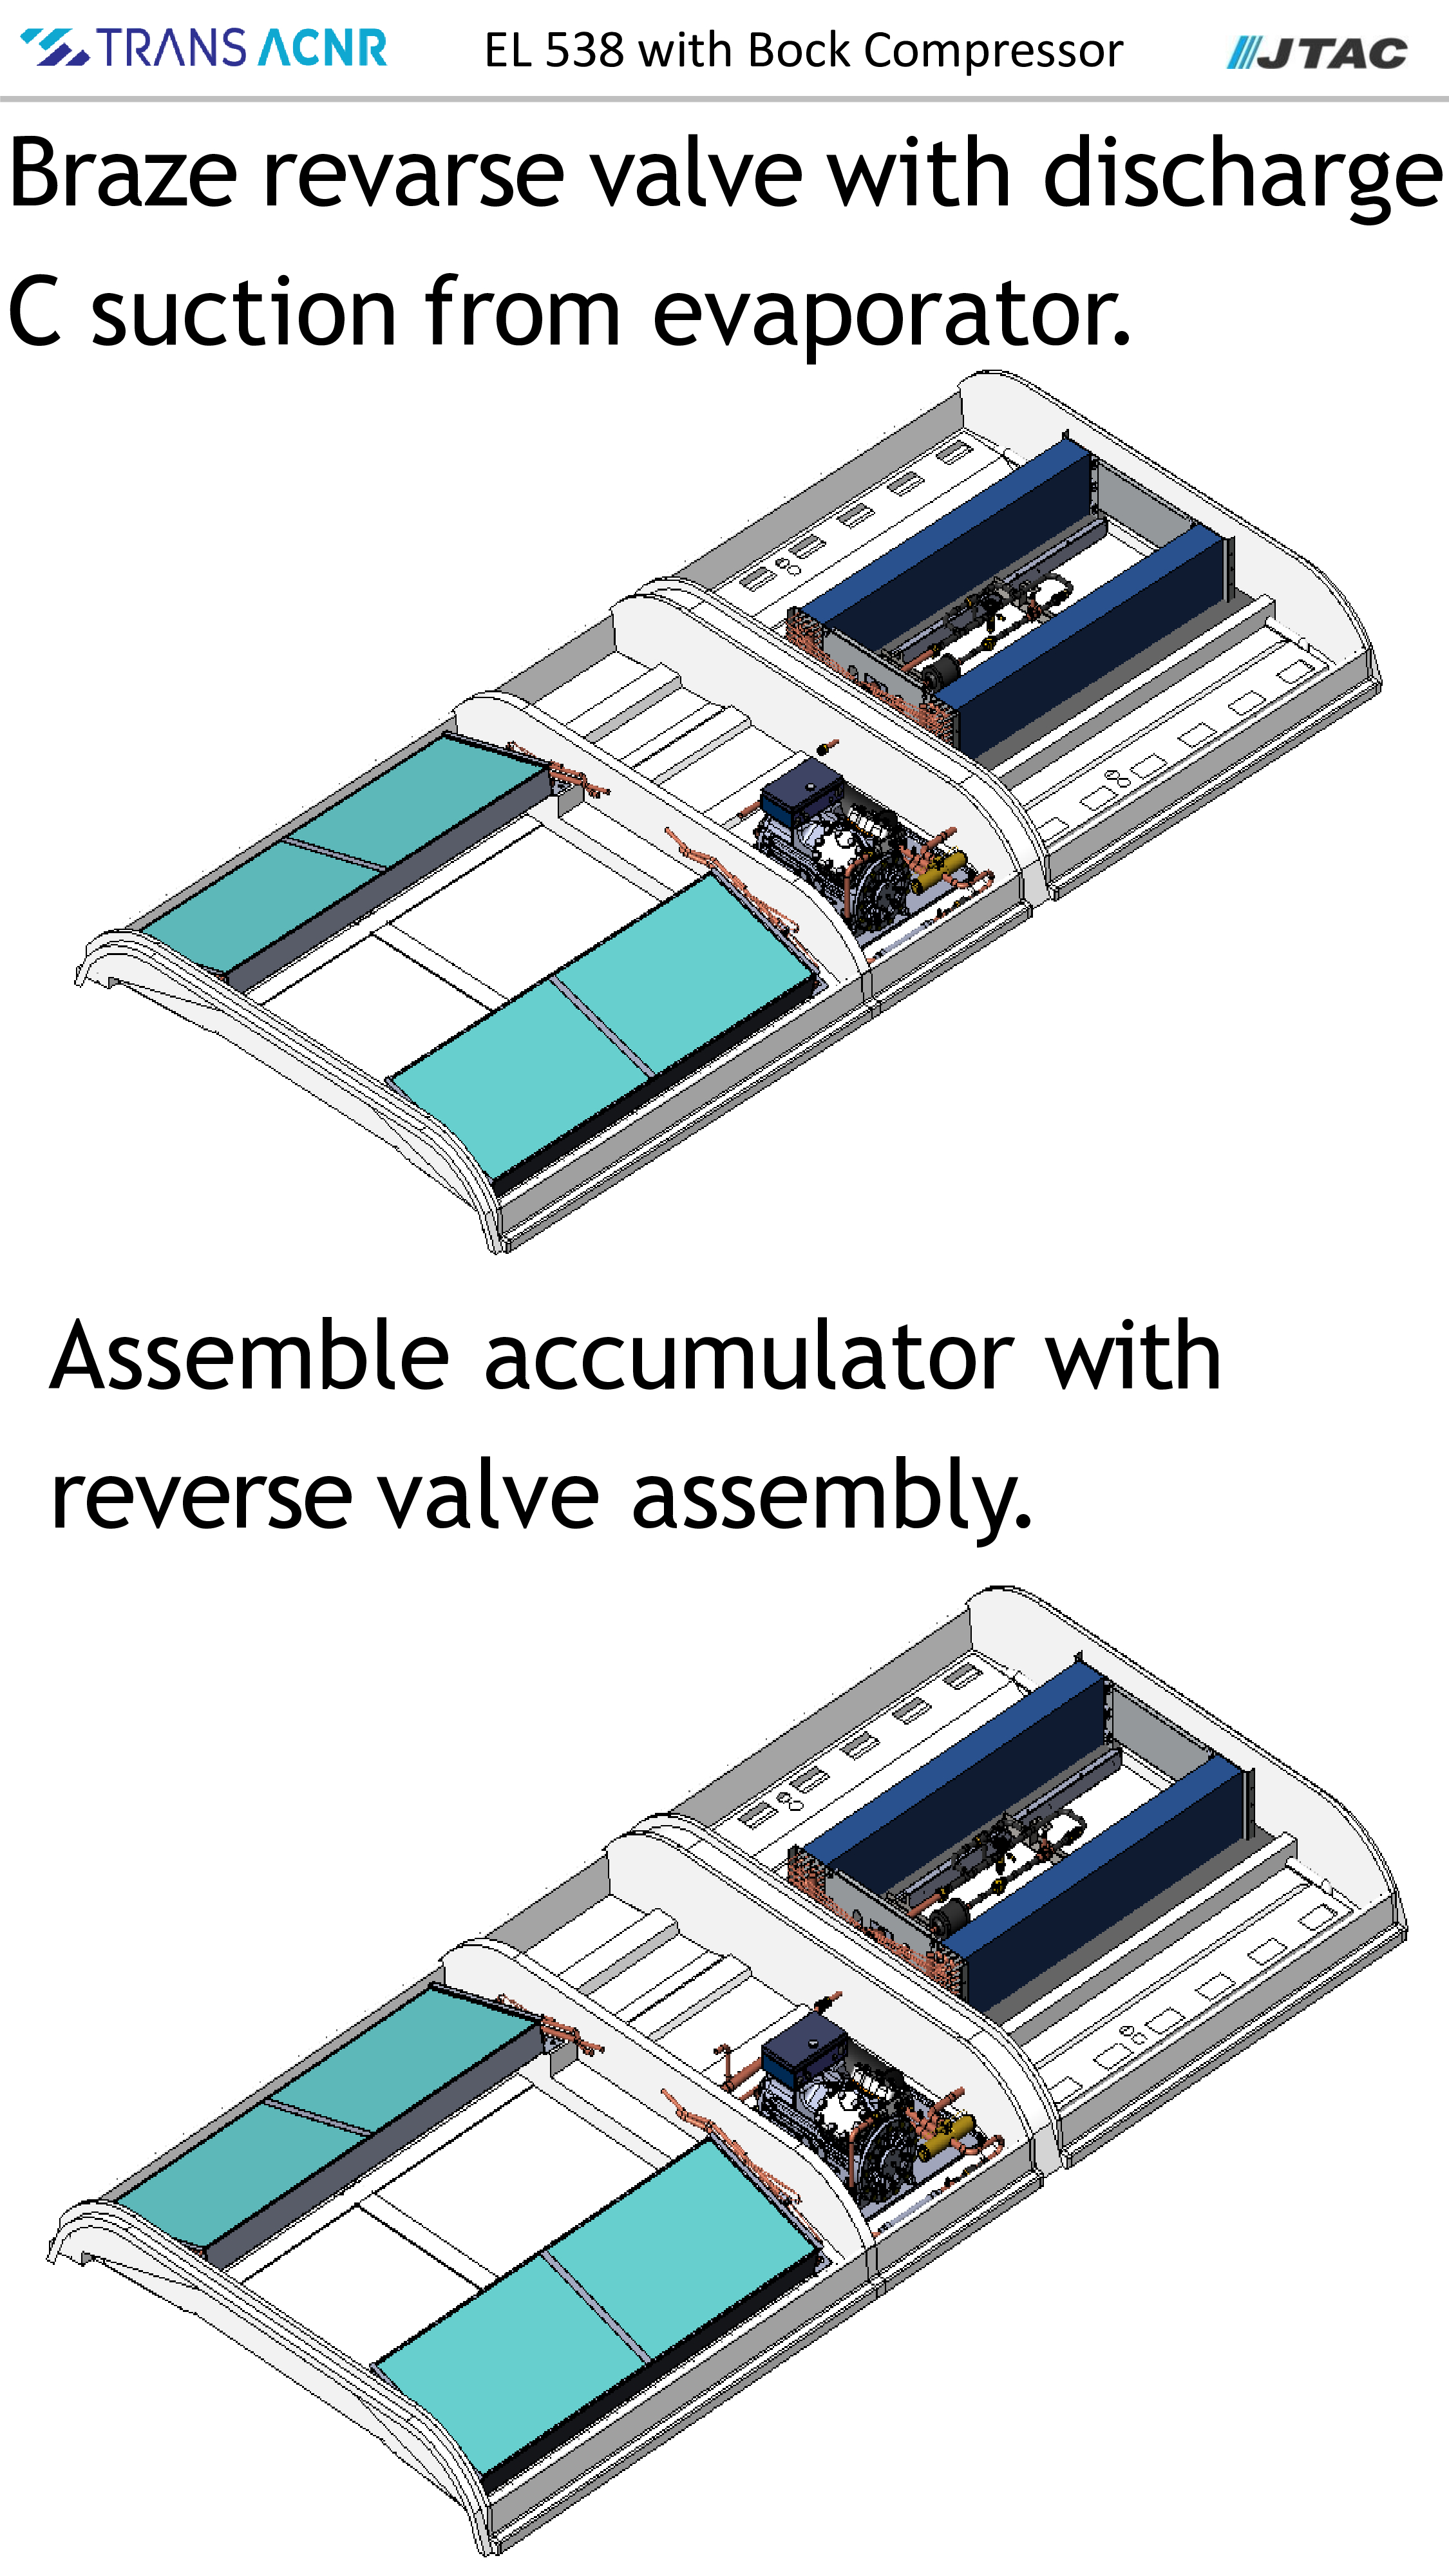 TRANS ACNR
EL 538 with Bock Compressor
JTAC
Braze revarse valve with discharge
C suction from evaporator.
Assemble accumulator with
reverse valve assembly.